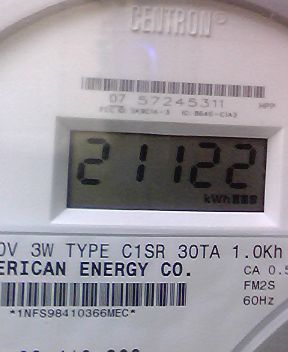 CENTRON
07 57245311 HPP
21122
kWh
0V 3W TYPE C1SR 30TA 1.0Kh
ERICAN ENERGY CO. CA 0.5
FM2S
60Hz
*1NFS98410366MEC*